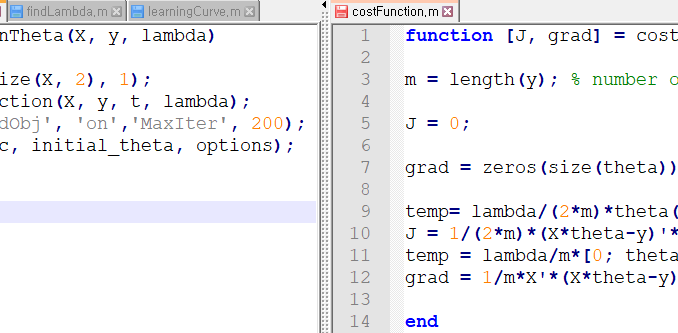 findLambda.m learningCurve.m
nTheta(X, y, lambda)
ize(X, 2), 1);
ction(X, y, t, lambda);
dObj', 'on','MaxIter', 200);
c, initial_theta, options);
costFunction.m
1 function [J, grad] = cost
2
3 m = length(y); % number o
4
5 J = 0;
6
7 grad = zeros(size(theta))
8
9 temp= lambda/(2*m)*theta(
10 J = 1/(2*m)*(X*theta-y)'*
11 temp = lambda/m*[0; theta
12 grad = 1/m*X'*(X*theta-y)
13
14 end